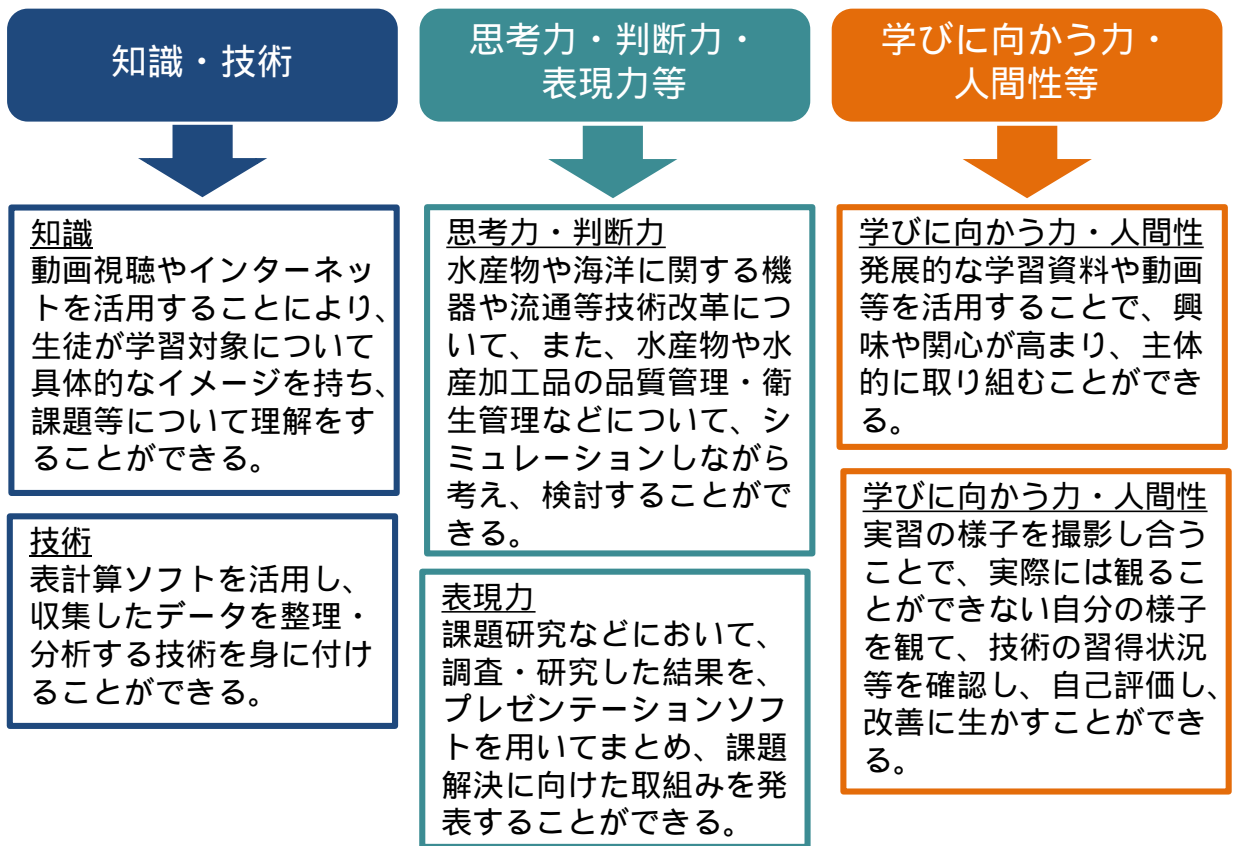 知識・技術
思考力・判断力・
表現力等
学びに向かう力・
人間性等
知識
動画視聴やインターネッ
トを活用することにより、
生徒が学習対象について
具体的なイメージを持ち、
課題等について理解をす
ることができる。
技術
表計算ソフトを活用し、
収集したデータを整理・
分析する技術を身に付け
ることができる。
思考力・判断力
水産物や海洋に関する機
器や流通等技術改革につ
いて、また、水産物や水
産加工品の品質管理・衛
生管理などについて、シ
ミュレーションしながら
考え、検討することがで
きる。
表現力
課題研究などにおいて、
調査・研究した結果を、
プレゼンテーションソフ
トを用いてまとめ、課題
解決に向けた取組みを発
表することができる。
学びに向かう力・人間性
発展的な学習資料や動画
等を活用することで、興
味や関心が高まり、主体
的に取り組むことができ
る。
学びに向かう力・人間性
実習の様子を撮影し合う
ことで、実際には観るこ
とができない自分の様子
を観て、技術の習得状況
等を確認し、自己評価し、
改善に生かすことができ
る。